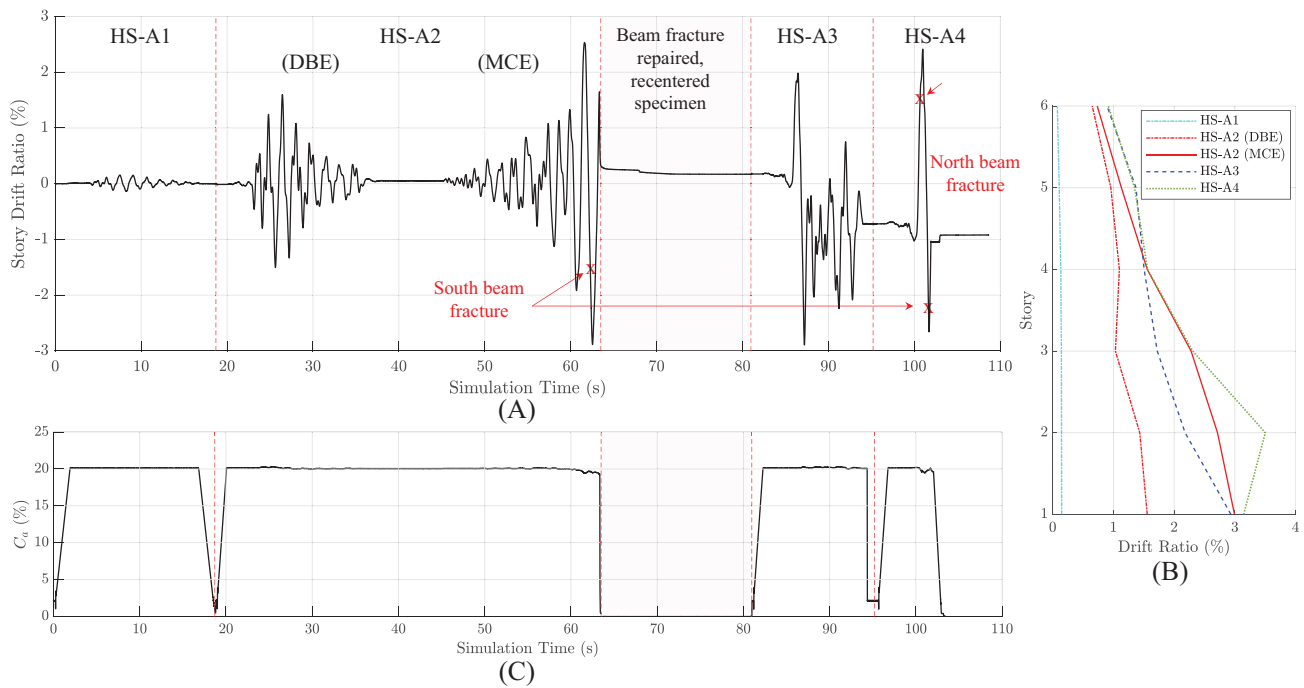 HS-A1
HS-A2
(DBE)
(MCE)
Beam fracture
repaired,
recentered
specimen
HS-A3
HS-A4
North beam
fracture
X
X
X
South beam
fracture
Story Drift Ratio (%)
3
2
1
0
-1
-2
-3
0 10 20 30 40 50 60 70 80 90 100 110
Simulation Time (s)
(A)
HS-A1
HS-A2 (DBE)
HS-A2 (MCE)
HS-A3
HS-A4
Story
6
5
4
3
2
1
0 1 2 3 4
Drift Ratio (%)
(B)
Cₐ (%)
25
20
15
10
5
0
0 10 20 30 40 50 60 70 80 90 100 110
Simulation Time (s)
(C)